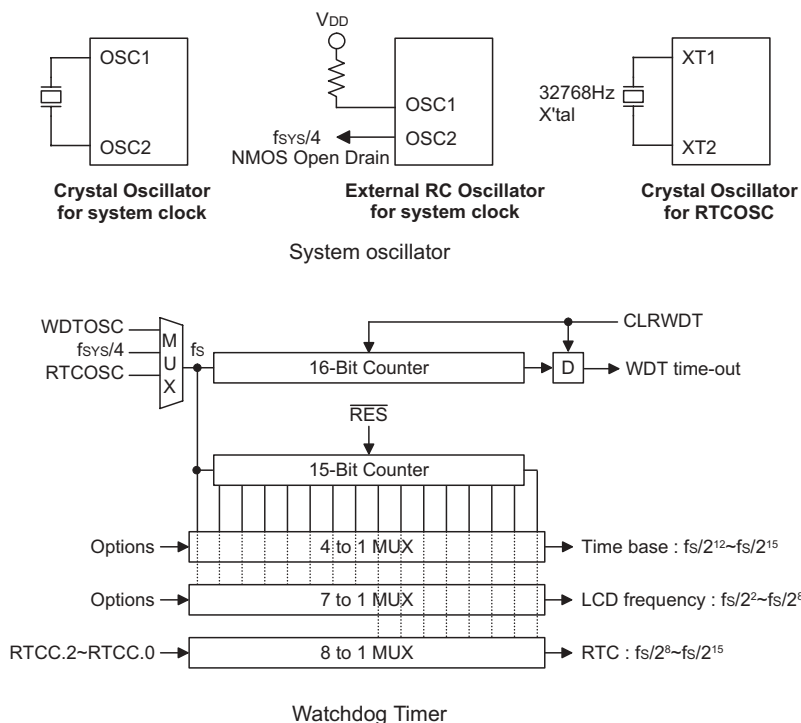 VDD
OSC1
OSC2
Crystal Oscillator
for system clock
OSC1
fSYS/4
OSC2
NMOS Open Drain
External RC Oscillator
for system clock
32768Hz
X'tal
XT1
XT2
Crystal Oscillator
for RTCOSC
System oscillator
WDTOSC
fSYS/4
RTCOSC
MUX
fS
16-Bit Counter
CLRWDT
D
WDT time-out
RES
15-Bit Counter
Options
4 to 1 MUX
Time base : fS/2¹²~fS/2¹⁵
Options
7 to 1 MUX
LCD frequency : fS/2²~fS/2⁸
RTCC.2~RTCC.0
8 to 1 MUX
RTC : fS/2⁸~fS/2¹⁵
Watchdog Timer